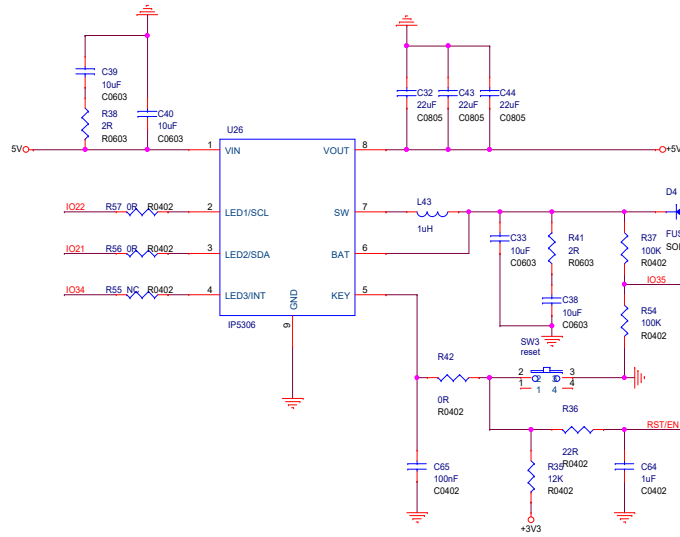 C39
10uF
C0603
R38
2R
R0603
C40
10uF
C0603
5V
C32
22uF
C0805
C43
22uF
C0805
C44
22uF
C0805
+5V
U26
1 VIN VOUT 8
IO22 R57 0R R0402 2 LED1/SCL SW 7
IO21 R56 0R R0402 3 LED2/SDA BAT 6
IO34 R55 NC R0402 4 LED3/INT KEY 5
GND
9
IP5306
L43
1uH
C33
10uF
C0603
R41
2R
R0603
C38
10uF
C0603
D4
FUS
SO
R37
100K
R0402
IO35
R54
100K
R0402
SW3
reset
2 2 3 3
1 1 4 4
R42
0R
R0402
R36
22R
R0402
RST/EN
C65
100nF
C0402
R35
12K
R0402
+3V3
C64
1uF
C0402